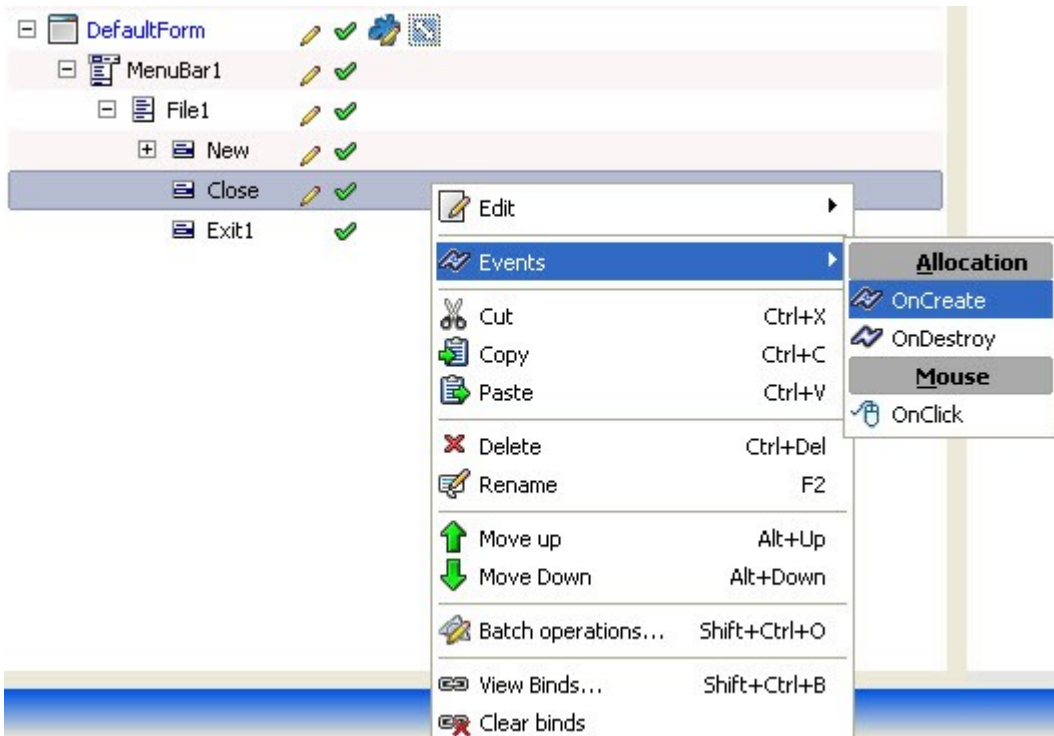 DefaultForm
MenuBar1
File1
New
Close
Exit1
Edit
Events
Cut Ctrl+X
Copy Ctrl+C
Paste Ctrl+V
Delete Ctrl+Del
Rename F2
Move up Alt+Up
Move Down Alt+Down
Batch operations... Shift+Ctrl+O
View Binds... Shift+Ctrl+B
Clear binds
Allocation
OnCreate
OnDestroy
Mouse
OnClick